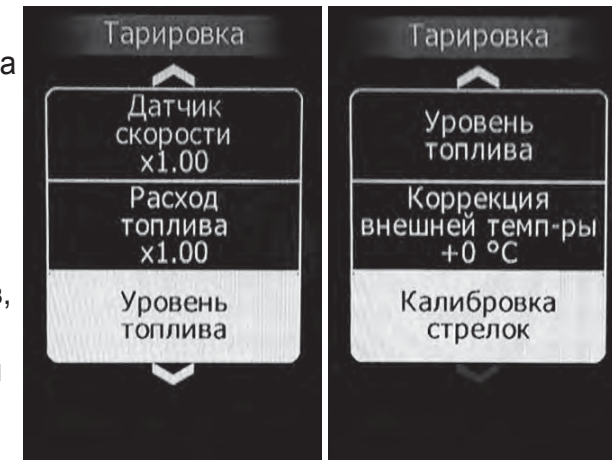 Тарировка
Датчик
скорости
x1.00
Расход
топлива
x1.00
Уровень
топлива
Тарировка
Уровень
топлива
Коррекция
внешней темп-ры
+0 °C
Калибровка
стрелок